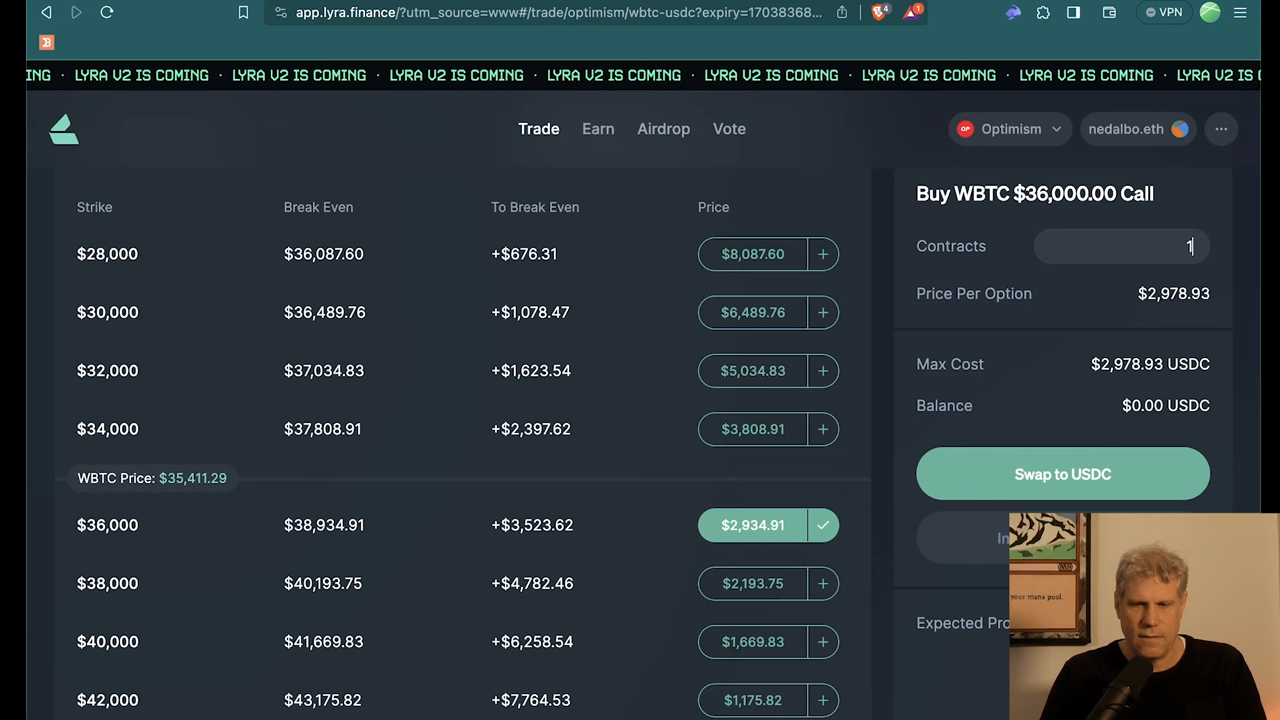 app.lyra.finance/?utm_source=www#/trade/optimism/wbtc-usdc?expiry=17038368...
4
1
VPN
ING · LYRA V2 IS COMING · LYRA V2 IS COMING · LYRA V2 IS COMING · LYRA V2 IS COMING · LYRA V2 IS COMING · LYRA V2 IS COMING · LYRA V2 IS COMING · LYRA V2 IS C
Trade Earn Airdrop Vote
OP Optimism nedalbo.eth
Strike Break Even To Break Even Price
$28,000 $36,087.60 +$676.31 $8,087.60 +
$30,000 $36,489.76 +$1,078.47 $6,489.76 +
$32,000 $37,034.83 +$1,623.54 $5,034.83 +
$34,000 $37,808.91 +$2,397.62 $3,808.91 +
WBTC Price: $35,411.29
$36,000 $38,934.91 +$3,523.62 $2,934.91
$38,000 $40,193.75 +$4,782.46 $2,193.75 +
$40,000 $41,669.83 +$6,258.54 $1,669.83 +
$42,000 $43,175.82 +$7,764.53 $1,175.82 +
Buy WBTC $36,000.00 Call
Contracts 1
Price Per Option $2,978.93
Max Cost $2,978.93 USDC
Balance $0.00 USDC
Swap to USDC
In
Expected Pro
your mana pool.